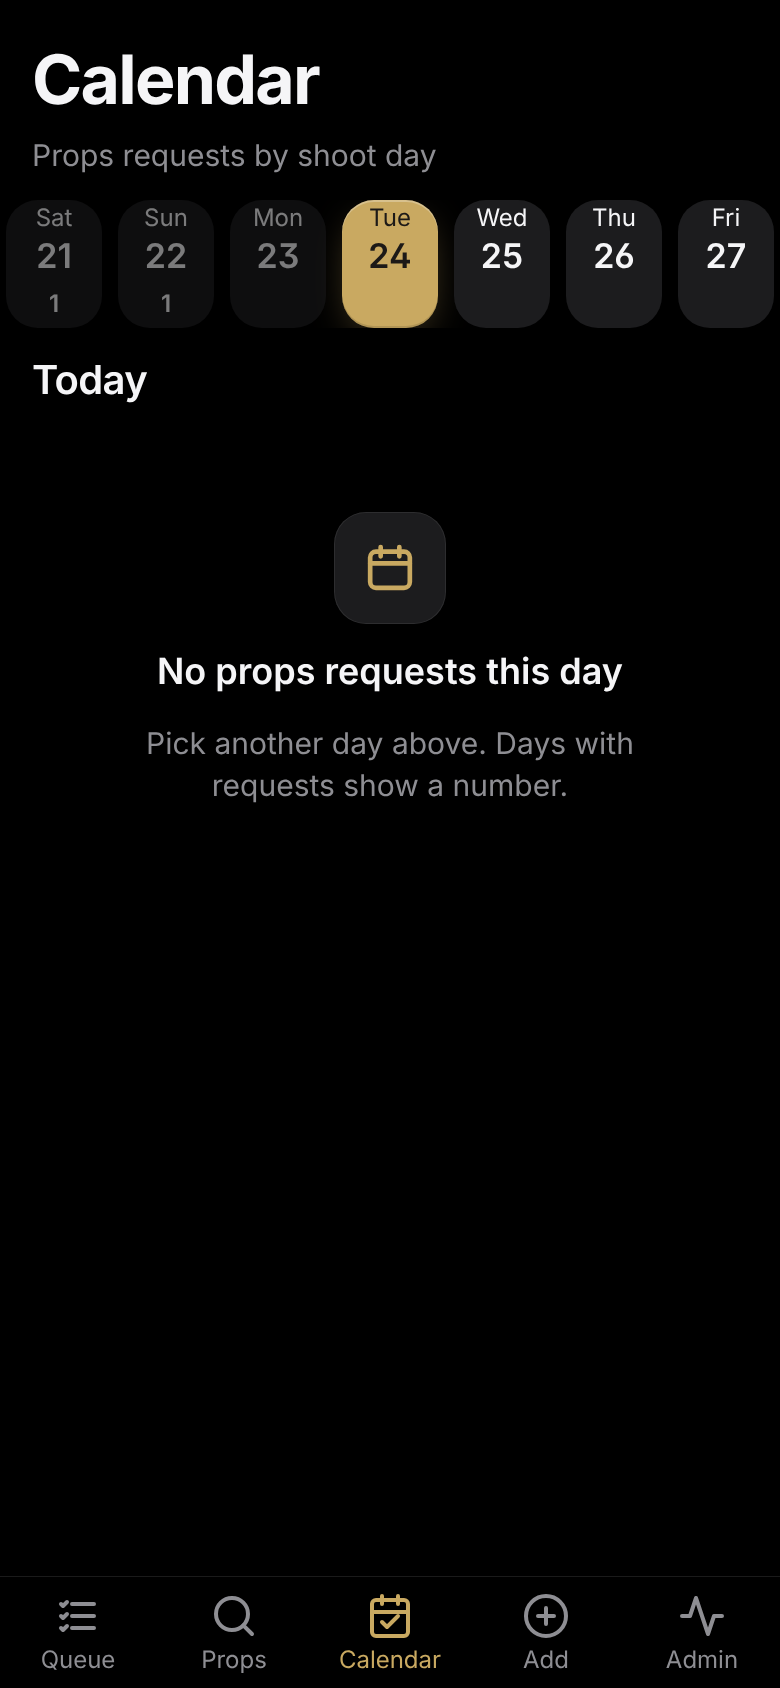 Calendar
Props requests by shoot day
Sat Sun Mon Tue Wed Thu Fri
21 22 23 24 25 26 27
1 1
Today
No props requests this day
Pick another day above. Days with
requests show a number.
Queue Props Calendar Add Admin